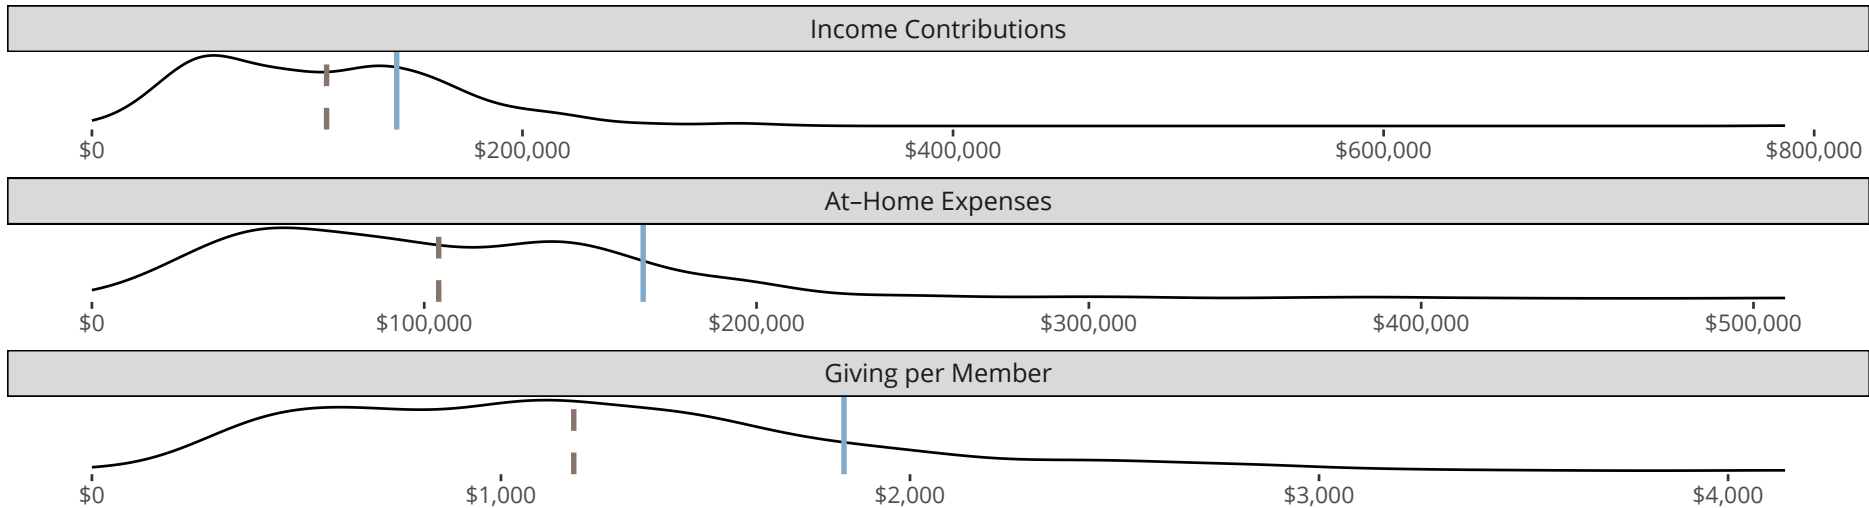 Income Contributions
$0 $200,000 $400,000 $600,000 $800,000
At–Home Expenses
$0 $100,000 $200,000 $300,000 $400,000 $500,000
Giving per Member
$0 $1,000 $2,000 $3,000 $4,000